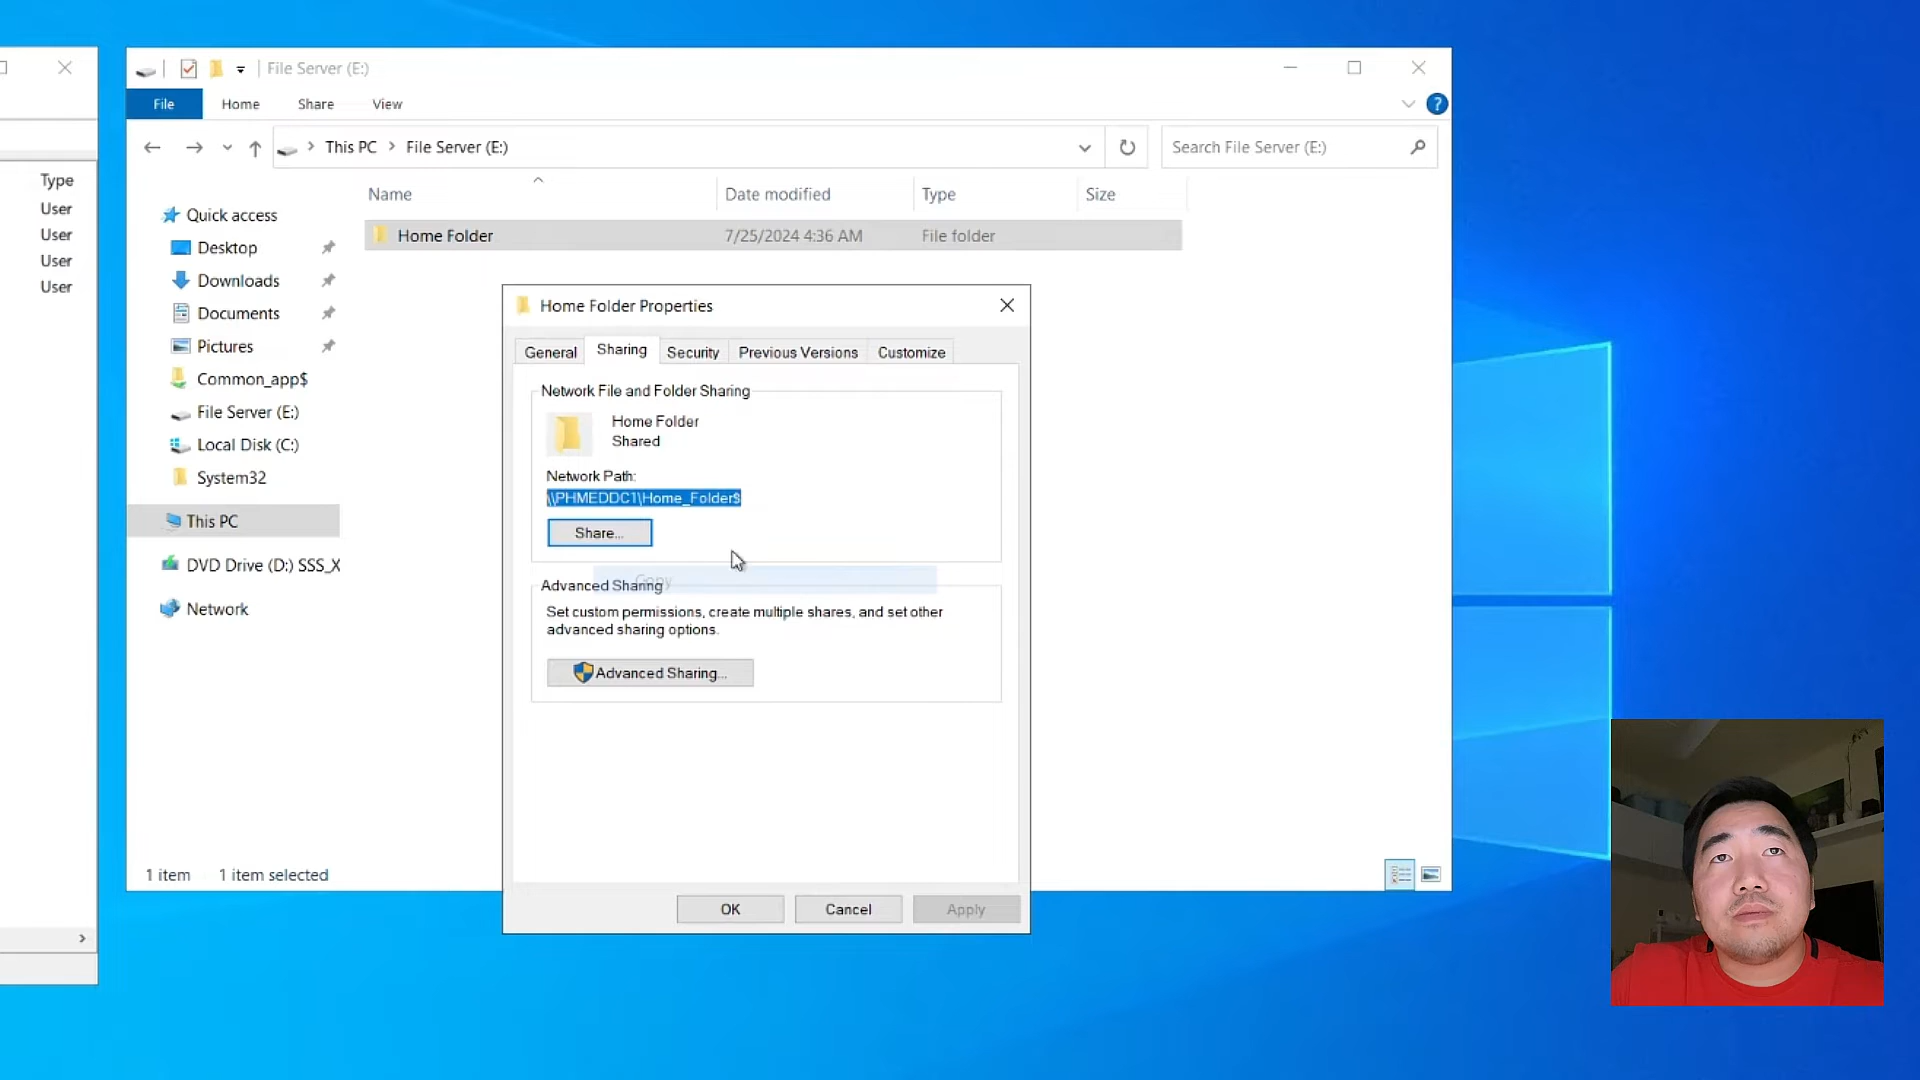 File Server (E:)
File
Home
Share
View
?
This PC
File Server (E:)
Search File Server (E:)
Type
User
User
User
User
Name
Date modified
Type
Size
Home Folder
7/25/2024 4:36 AM
File folder
Quick access
Desktop
Downloads
Documents
Pictures
Common_app$
File Server (E:)
Local Disk (C:)
System32
This PC
DVD Drive (D:) SSS_X
Network
Home Folder Properties
General
Sharing
Security
Previous Versions
Customize
Network File and Folder Sharing
Home Folder
Shared
Network Path:
\\PHMEDDC1\Home_Folder$
Share...
Copy
Advanced Sharing
Set custom permissions, create multiple shares, and set other
advanced sharing options.
Advanced Sharing...
1 item
1 item selected
OK
Cancel
Apply